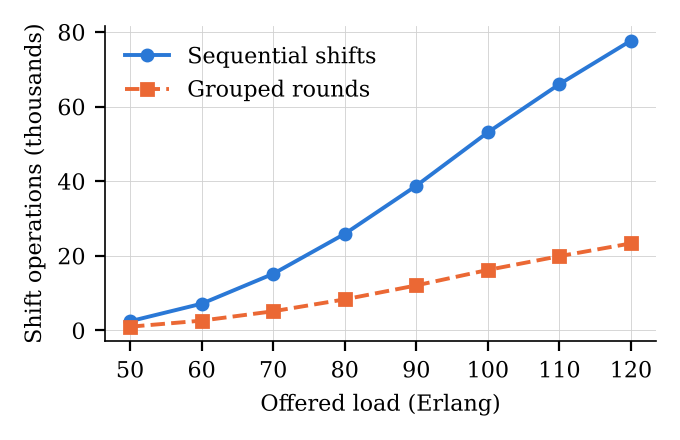 Shift operations (thousands)
80
60
40
20
0
Sequential shifts
Grouped rounds
50 60 70 80 90 100 110 120
Offered load (Erlang)